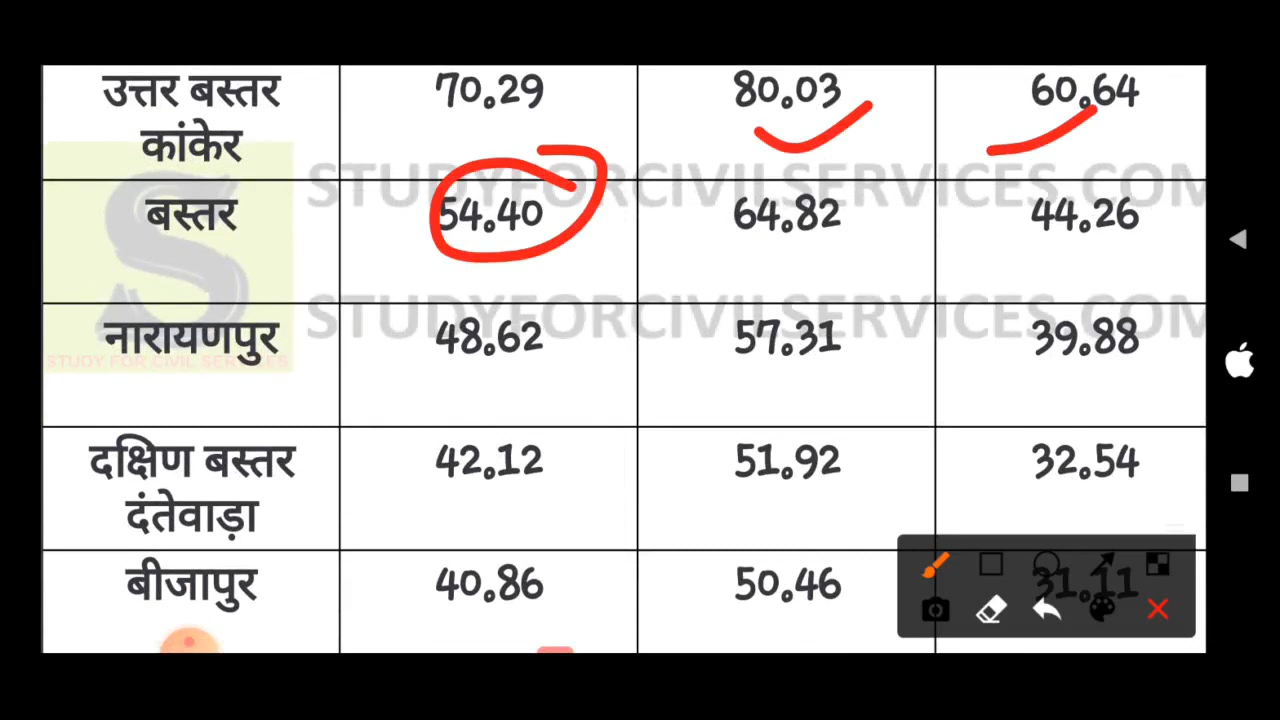 उत्तर बस्तर 70.29 80.03 60.64
कांकेर
STUDYFORCIVILSERVICES.COM
बस्तर 54.40 64.82 44.26
STUDYFORCIVILSERVICES.COM
नारायणपुर 48.62 57.31 39.88
STUDY FOR CIVIL SERVICES
दक्षिण बस्तर 42.12 51.92 32.54
दंतेवाड़ा
बीजापुर 40.86 50.46 31.11